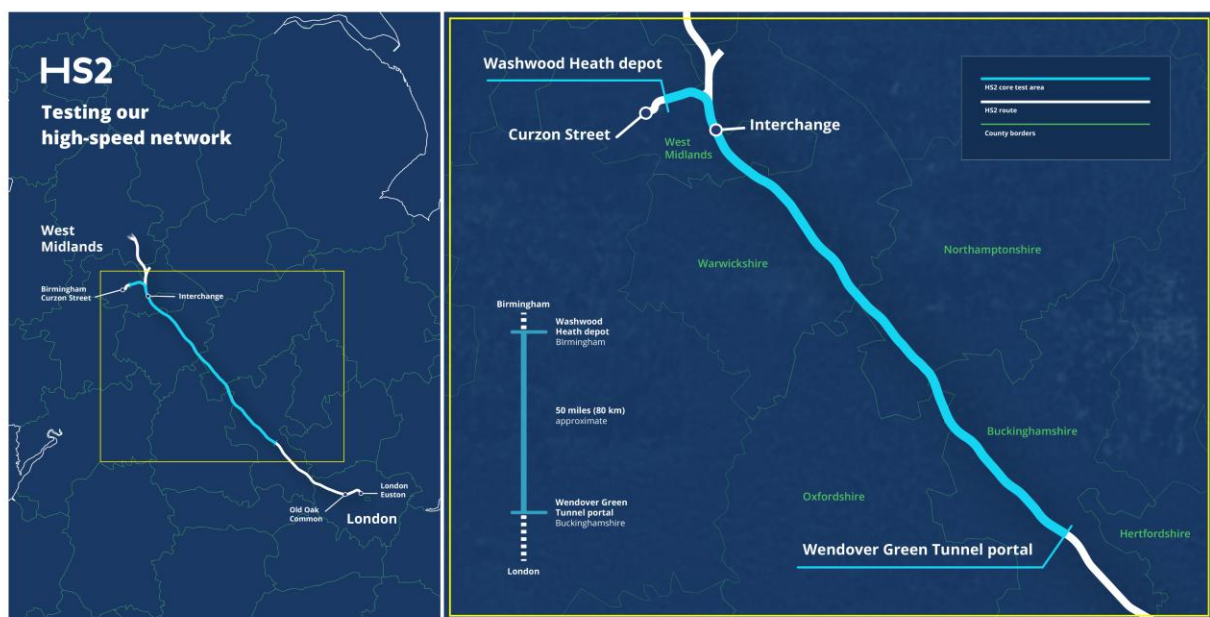 HS2
Testing our
high-speed network
West
Midlands
Birmingham
Curzon Street
Interchange
London
Euston
Old Oak
Common
London
Washwood Heath depot
Curzon Street
Interchange
West
Midlands
HS2 core test area
HS2 route
County borders
Northamptonshire
Warwickshire
Birmingham
Washwood
Heath depot
Birmingham
50 miles (80 km)
approximate
Wendover Green
Tunnel portal
Buckinghamshire
London
Buckinghamshire
Oxfordshire
Hertfordshire
Wendover Green Tunnel portal